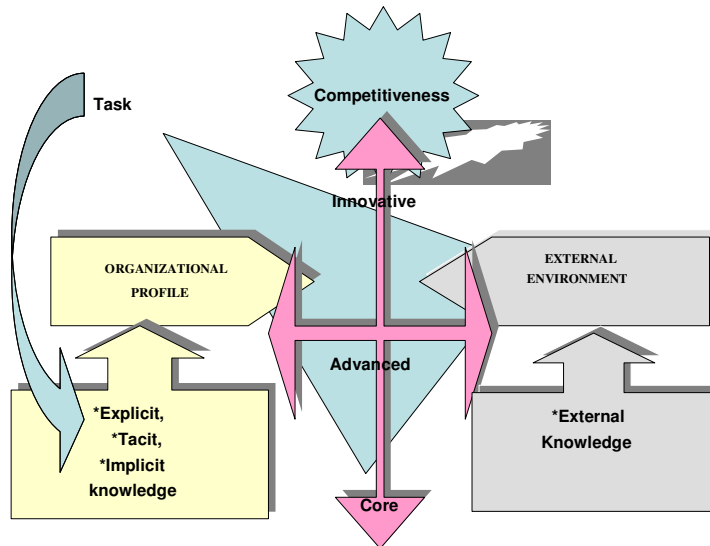 Competitiveness
Task
Innovative
ORGANIZATIONAL
PROFILE
EXTERNAL
ENVIRONMENT
Advanced
*Explicit,
*Tacit,
*Implicit
knowledge
*External
Knowledge
Core